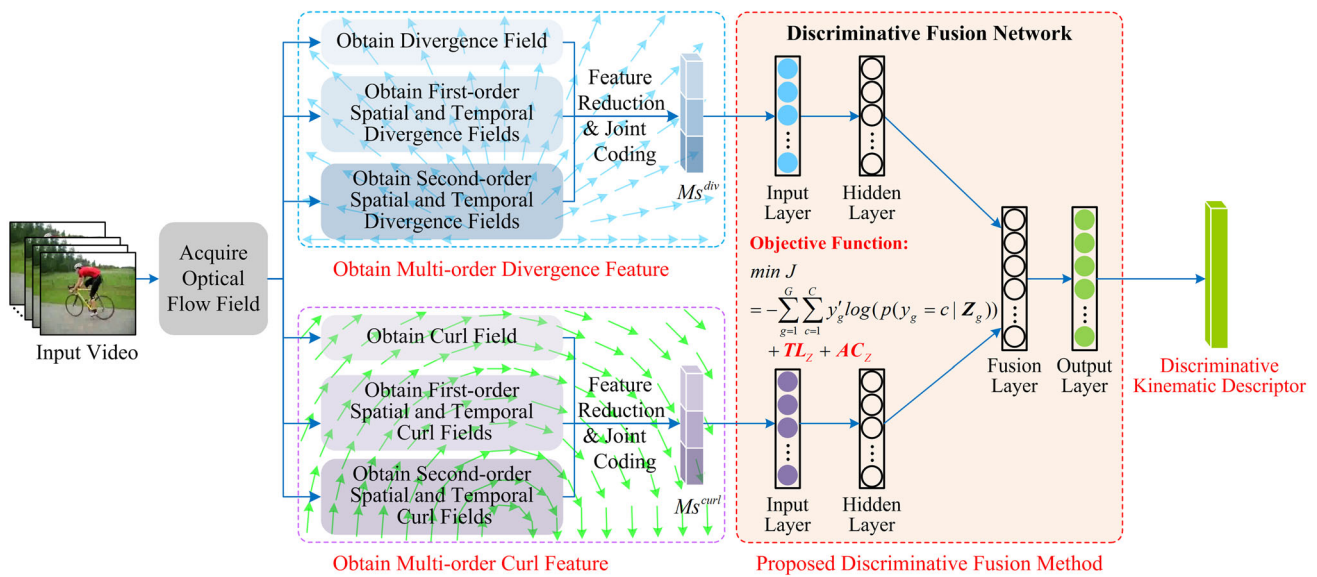 Input Video
Acquire
Optical
Flow Field
Obtain Divergence Field
Obtain First-order
Spatial and Temporal
Divergence Fields
Obtain Second-order
Spatial and Temporal
Divergence Fields
Feature
Reduction
& Joint
Coding
Ms^{div}
Obtain Multi-order Divergence Feature
Obtain Curl Field
Obtain First-order
Spatial and Temporal
Curl Fields
Obtain Second-order
Spatial and Temporal
Curl Fields
Feature
Reduction
& Joint
Coding
Ms^{curl}
Obtain Multi-order Curl Feature
Discriminative Fusion Network
Input
Layer
Hidden
Layer
Objective Function:
min J
= -\sum_{g=1}^{G} \sum_{c=1}^{C} y'_g log(p(y_g = c | Z_g))
+ TL_Z + AC_Z
Input
Layer
Hidden
Layer
Fusion
Layer
Output
Layer
Proposed Discriminative Fusion Method
Discriminative
Kinematic Descriptor